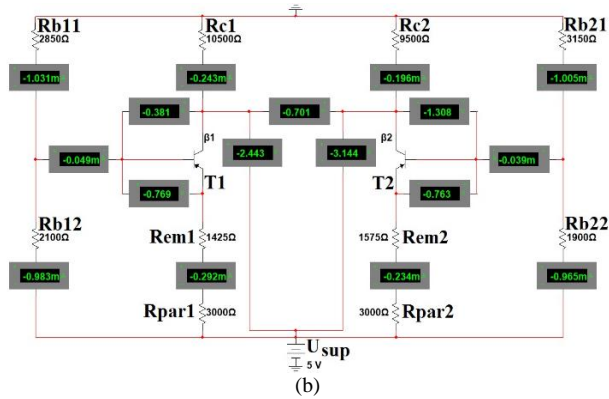 Rb11
2850Ω
Rc1
10500Ω
Rc2
9500Ω
Rb21
3150Ω
-1.031m
-0.243m
-0.196m
-1.005m
-0.381
-0.701
-1.308
β1
β2
-0.049m
-2.443
-3.144
-0.039m
T1
T2
-0.769
-0.763
Rb12
2100Ω
Rem1
1425Ω
1575Ω
Rem2
Rb22
1900Ω
-0.983m
-0.292m
-0.234m
-0.965m
Rpar1
3000Ω
Rpar2
3000Ω
Usup
5 V
(b)